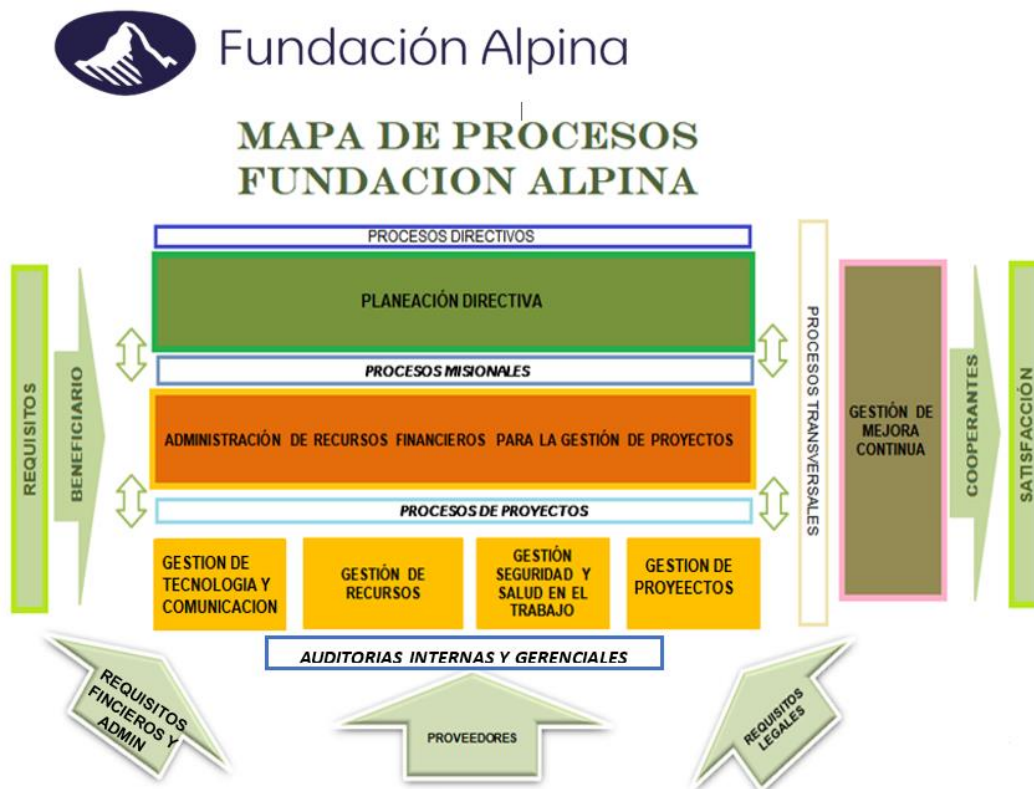 Fundación Alpina
MAPA DE PROCESOS
FUNDACION ALPINA
PROCESOS DIRECTIVOS
PLANEACIÓN DIRECTIVA
PROCESOS MISIONALES
ADMINISTRACIÓN DE RECURSOS FINANCIEROS PARA LA GESTIÓN DE PROYECTOS
PROCESOS DE PROYECTOS
GESTION DE
TECNOLOGIA Y
COMUNICACION
GESTIÓN DE
RECURSOS
GESTIÓN
SEGURIDAD Y
SALUD EN EL
TRABAJO
GESTION DE
PROYEECTOS
AUDITORIAS INTERNAS Y GERENCIALES
REQUISITOS
BENEFICIARIO
PROCESOS TRANSVERSALES
GESTIÓN DE
MEJORA
CONTINUA
COOPERANTES
SATISFACCIÓN
REQUISITOS
FINCIEROS Y
ADMIN
PROVEEDORES
REQUISITOS
LEGALES